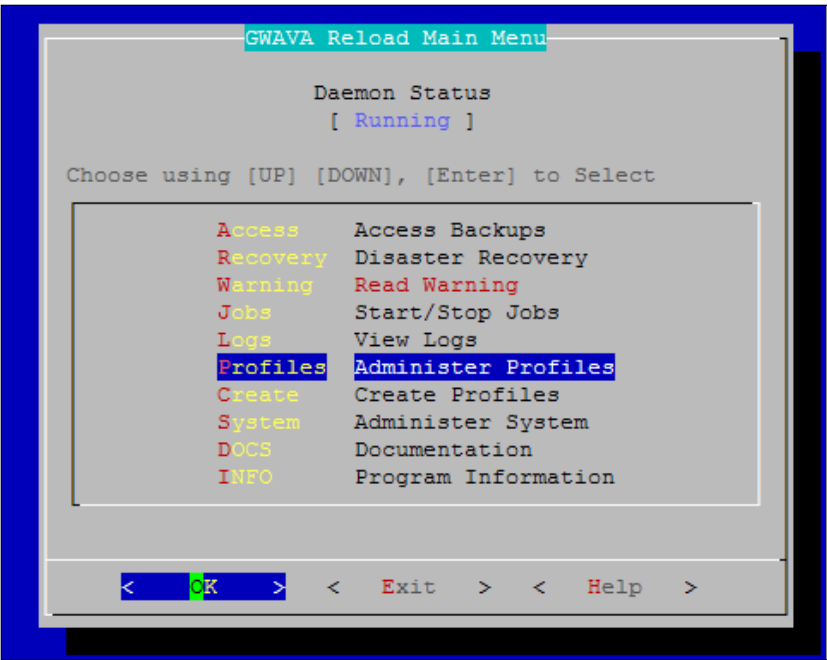 GWAVA Reload Main Menu
Daemon Status
[ Running ]
Choose using [UP] [DOWN], [Enter] to Select
Access Access Backups
Recovery Disaster Recovery
Warning Read Warning
Jobs Start/Stop Jobs
Logs View Logs
Profiles Administer Profiles
Create Create Profiles
System Administer System
DOCS Documentation
INFO Program Information
< OK > < Exit > < Help >